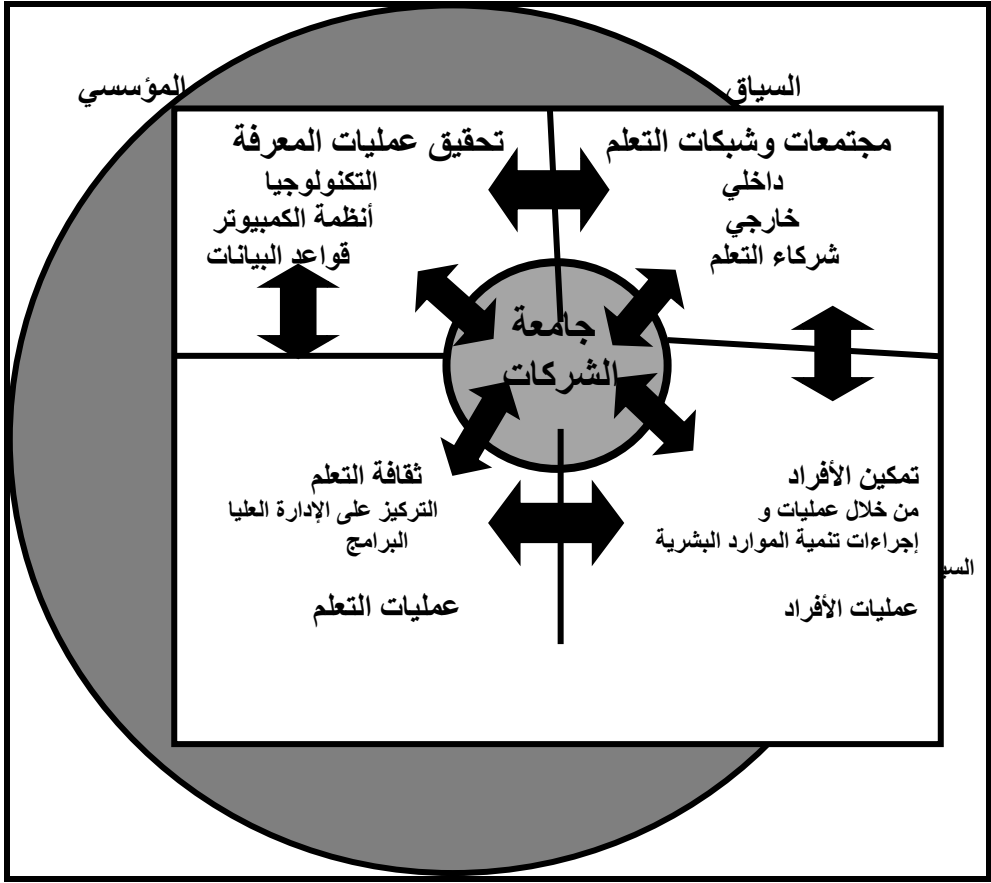 السياق المؤسسي
مجتمعات وشبكات التعلم
داخلي
خارجي
شركاء التعلم
تحقيق عمليات المعرفة
التكنولوجيا
أنظمة الكمبيوتر
قواعد البيانات
جامعة
الشركات
تمكين الأفراد
من خلال عمليات و
إجراءات تنمية الموارد البشرية
عمليات الأفراد
ثقافة التعلم
التركيز على الإدارة العليا
البرامج
عمليات التعلم